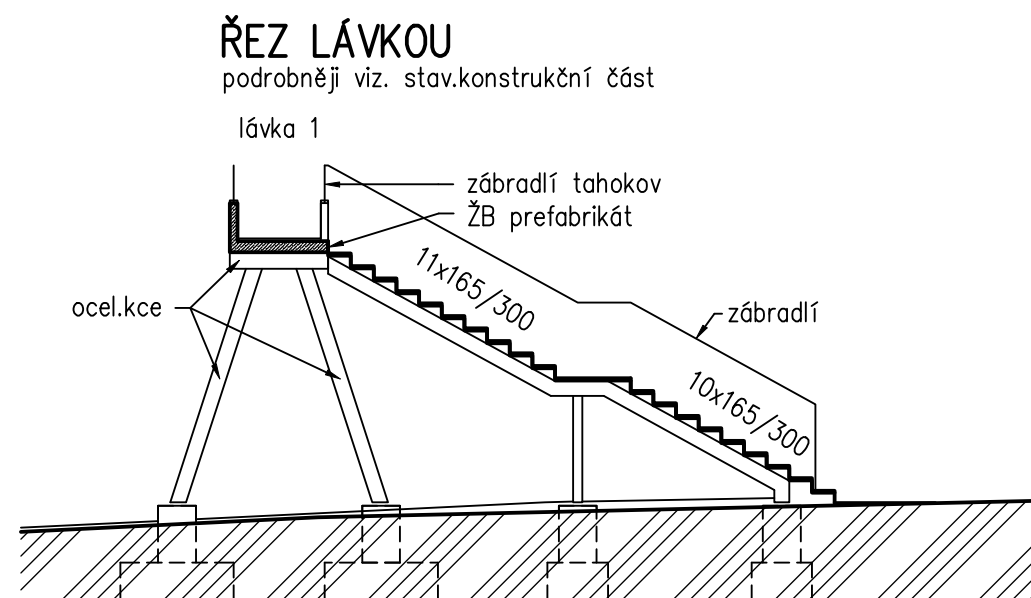 ŘEZ LÁVKOU
podrobněji viz. stav.konstrukční část
lávka 1
zábradlí tahokov
ŽB prefabrikát
11x165/300
ocel.kce
zábradlí
10x165/300